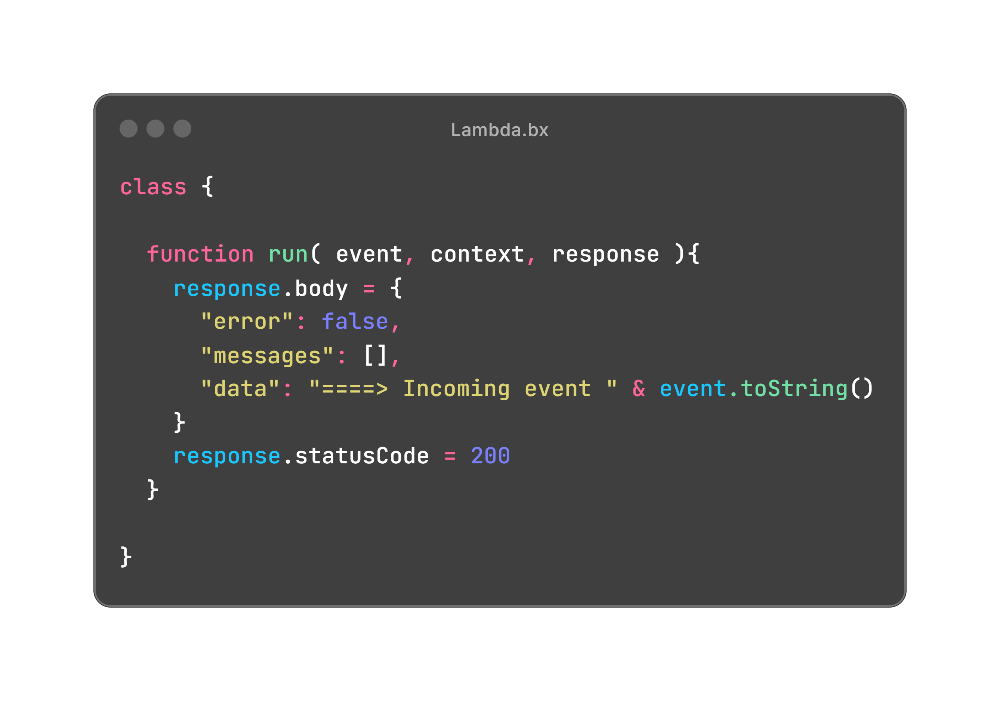 Lambda.bx
class {
function run( event, context, response ){
response.body = {
"error": false,
"messages": [],
"data": "====> Incoming event " & event.toString()
}
response.statusCode = 200
}
}